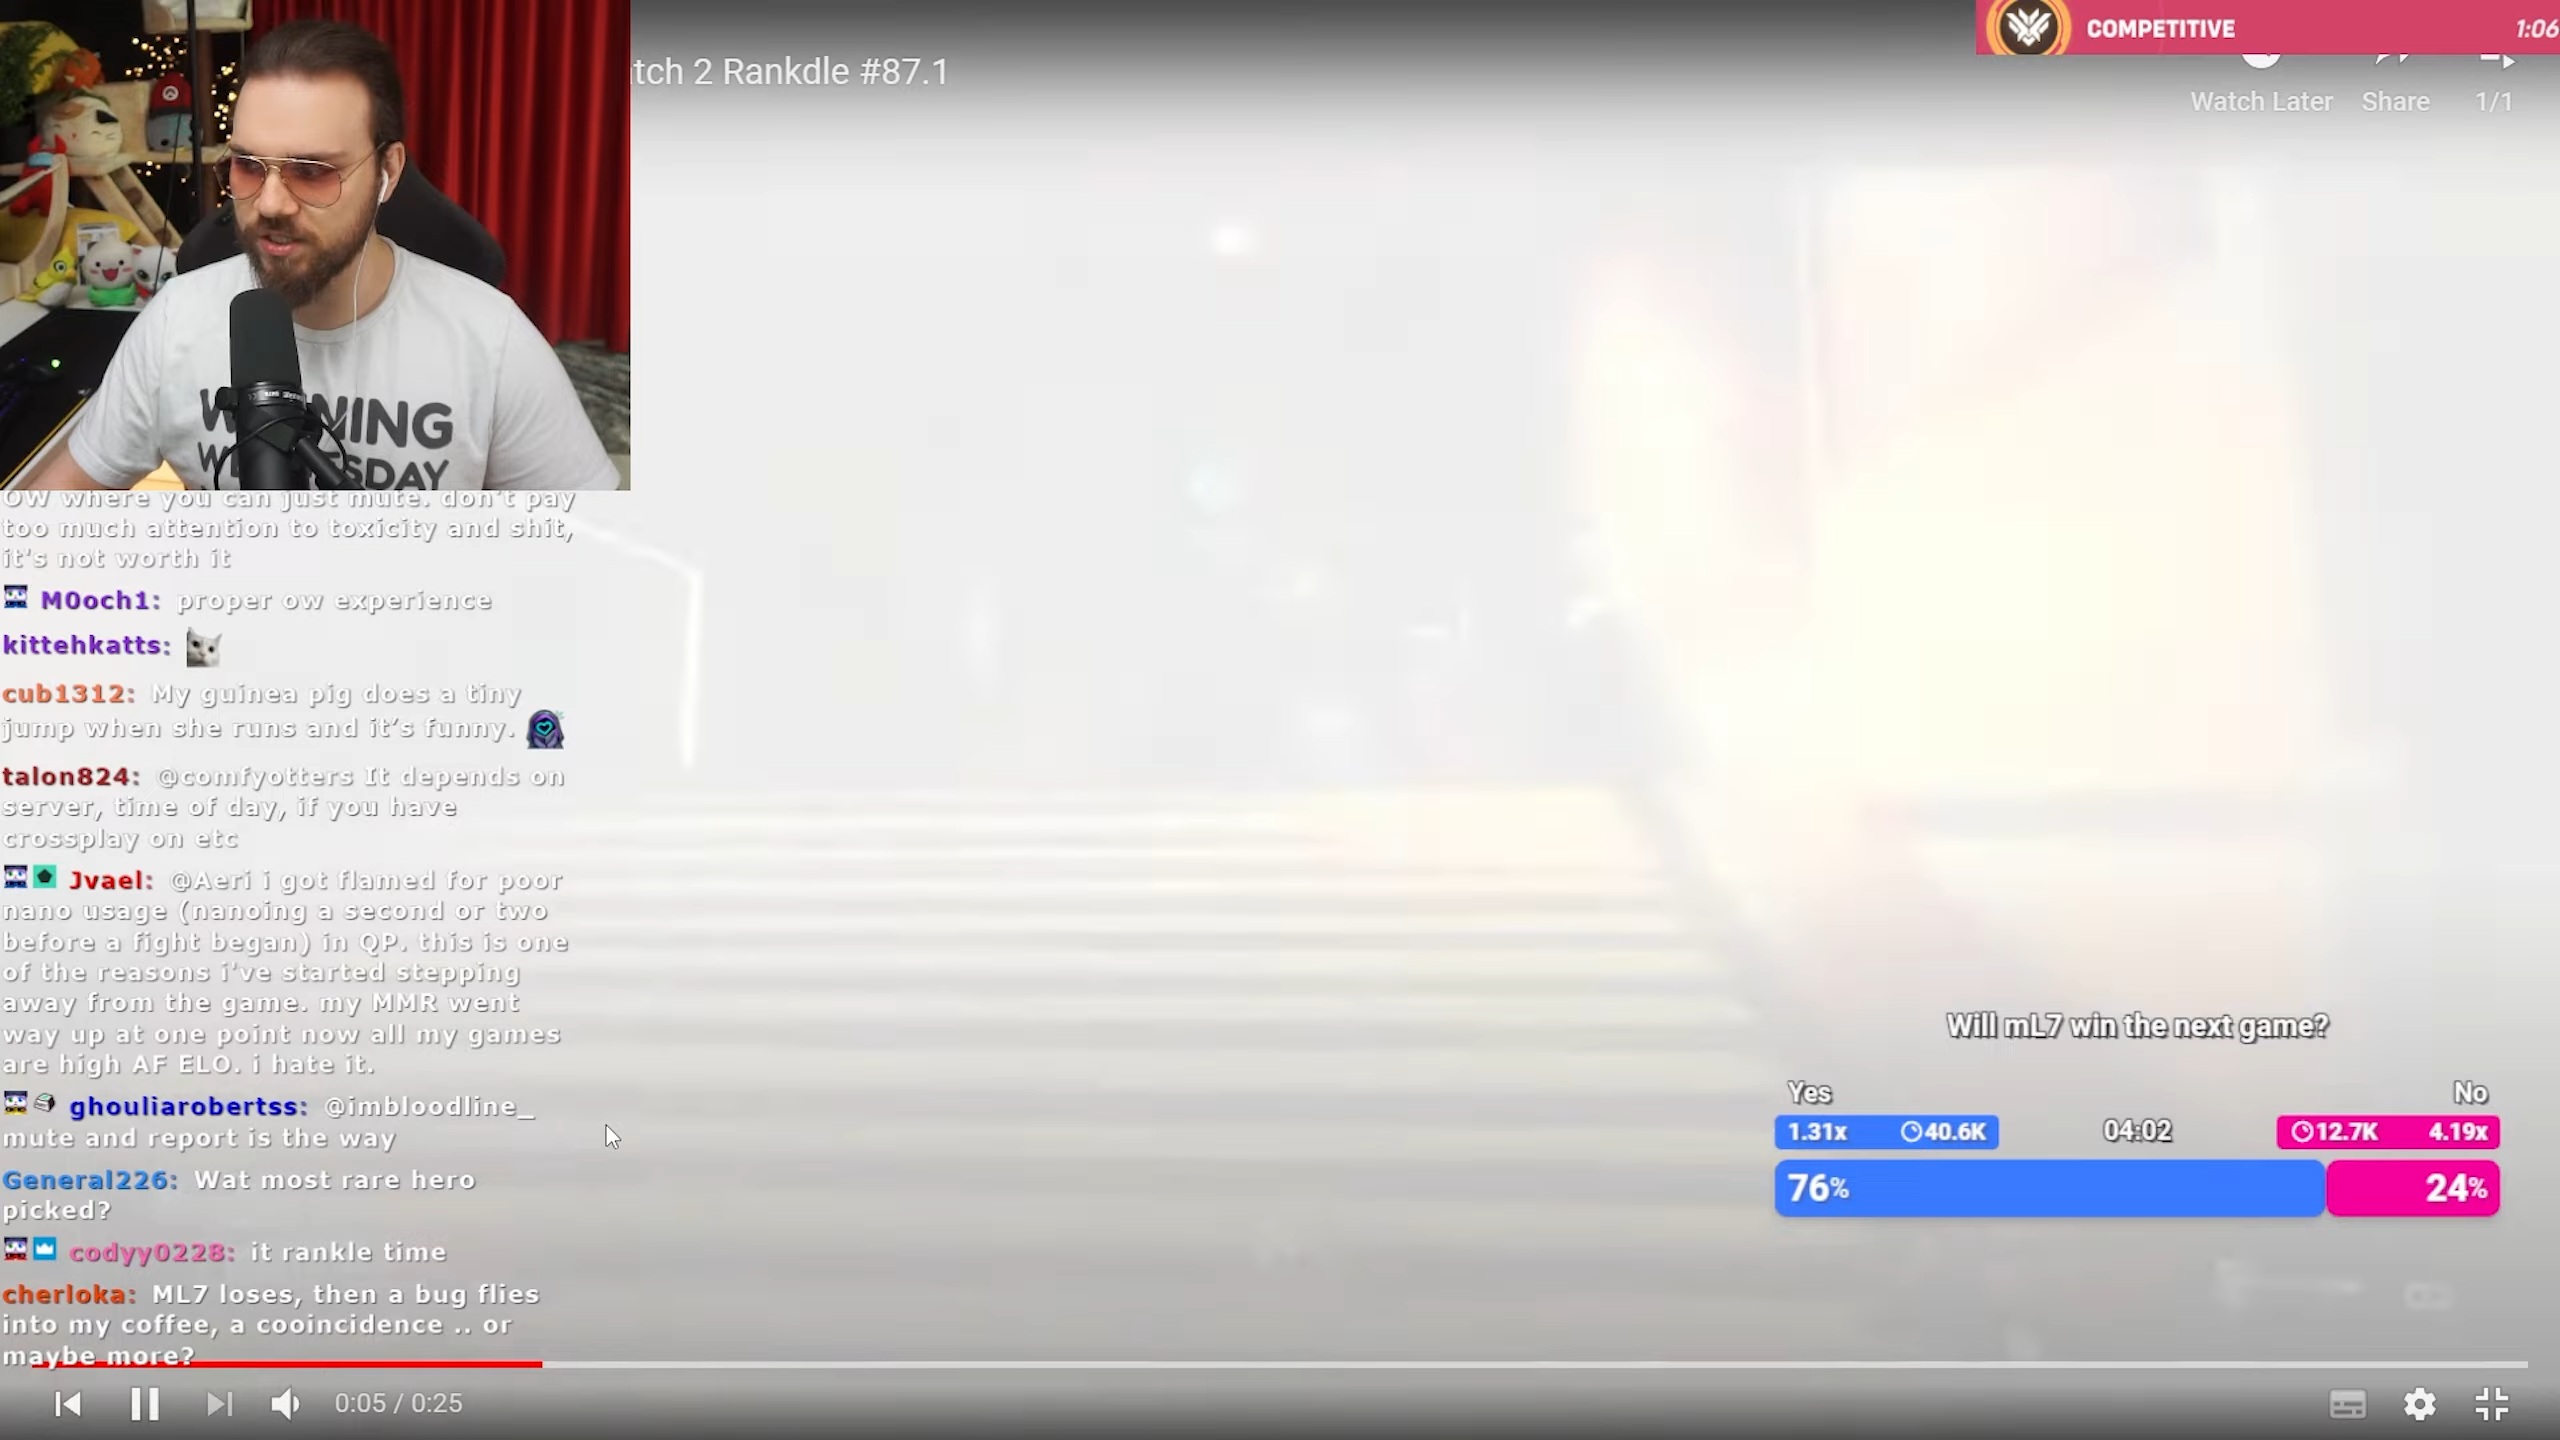 tch 2 Rankdle #87.1
COMPETITIVE
1:06
Watch Later
Share
1/1
NING
SDAY
OW where you can just mute. don't pay
too much attention to toxicity and shit,
it's not worth it
M0och1: proper ow experience
kittehkatts:
cub1312: My guinea pig does a tiny
jump when she runs and it's funny.
talon824: @comfyotters It depends on
server, time of day, if you have
crossplay on etc
Jvael: @Aeri i got flamed for poor
nano usage (nanoing a second or two
before a fight began) in QP. this is one
of the reasons i've started stepping
away from the game. my MMR went
way up at one point now all my games
are high AF ELO. i hate it.
ghouliarobertss: @imbloodline_
mute and report is the way
General226: Wat most rare hero
picked?
codyy0228: it rankle time
cherloka: ML7 loses, then a bug flies
into my coffee, a cooincidence .. or
maybe more?
Will mL7 win the next game?
Yes
No
1.31x
40.6K
04:02
12.7K
4.19x
76%
24%
0:05 / 0:25